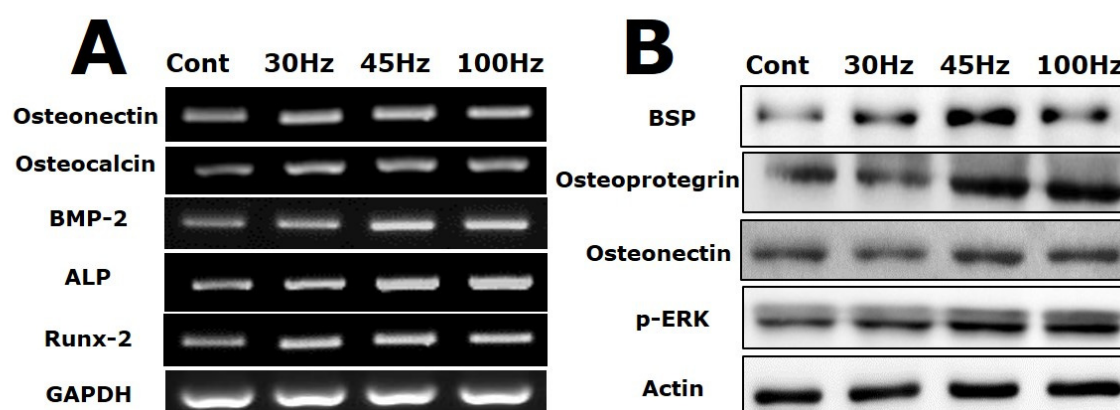 A
Cont 30Hz 45Hz 100Hz
Osteonectin
Osteocalcin
BMP-2
ALP
Runx-2
GAPDH
B
Cont 30Hz 45Hz 100Hz
BSP
Osteoprotegrin
Osteonectin
p-ERK
Actin